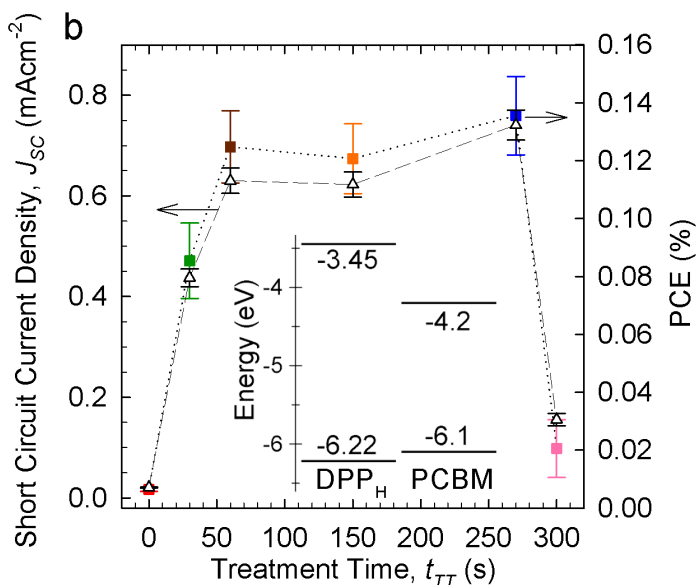 b
Short Circuit Current Density, J_SC (mAcm⁻²)
0.8
0.6
0.4
0.2
0.0
0.16
0.14
0.12
0.10
0.08
0.06
0.04
0.02
0.00
PCE (%)
Energy (eV)
-4
-5
-6
-3.45
-4.2
-6.22
-6.1
DPP_H
PCBM
0 50 100 150 200 250 300
Treatment Time, t_TT (s)